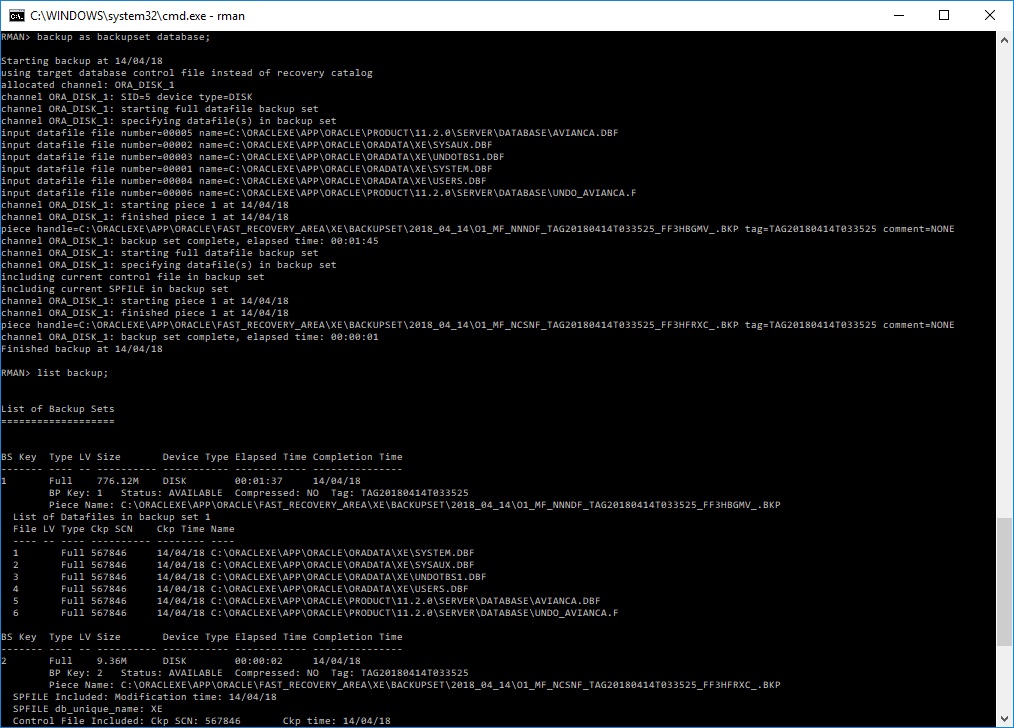 C:\WINDOWS\system32\cmd.exe - rman
RMAN> backup as backupset database;
Starting backup at 14/04/18
using target database control file instead of recovery catalog
allocated channel: ORA_DISK_1
channel ORA_DISK_1: SID=5 device type=DISK
channel ORA_DISK_1: starting full datafile backup set
channel ORA_DISK_1: specifying datafile(s) in backup set
input datafile file number=00005 name=C:\ORACLEXE\APP\ORACLE\PRODUCT\11.2.0\SERVER\DATABASE\AVIANCA.DBF
input datafile file number=00002 name=C:\ORACLEXE\APP\ORACLE\ORADATA\XE\SYSAUX.DBF
input datafile file number=00003 name=C:\ORACLEXE\APP\ORACLE\ORADATA\XE\UNDOTBS1.DBF
input datafile file number=00001 name=C:\ORACLEXE\APP\ORACLE\ORADATA\XE\SYSTEM.DBF
input datafile file number=00004 name=C:\ORACLEXE\APP\ORACLE\ORADATA\XE\USERS.DBF
input datafile file number=00006 name=C:\ORACLEXE\APP\ORACLE\PRODUCT\11.2.0\SERVER\DATABASE\UNDO_AVIANCA.F
channel ORA_DISK_1: starting piece 1 at 14/04/18
channel ORA_DISK_1: finished piece 1 at 14/04/18
piece handle=C:\ORACLEXE\APP\ORACLE\FAST_RECOVERY_AREA\XE\BACKUPSET\2018_04_14\O1_MF_NNNDF_TAG20180414T033525_FF3HBGMV_.BKP tag=TAG20180414T033525 comment=NONE
channel ORA_DISK_1: backup set complete, elapsed time: 00:01:45
channel ORA_DISK_1: starting full datafile backup set
channel ORA_DISK_1: specifying datafile(s) in backup set
including current control file in backup set
including current SPFILE in backup set
channel ORA_DISK_1: starting piece 1 at 14/04/18
channel ORA_DISK_1: finished piece 1 at 14/04/18
piece handle=C:\ORACLEXE\APP\ORACLE\FAST_RECOVERY_AREA\XE\BACKUPSET\2018_04_14\O1_MF_NCSNF_TAG20180414T033525_FF3HFRXC_.BKP tag=TAG20180414T033525 comment=NONE
channel ORA_DISK_1: backup set complete, elapsed time: 00:00:01
Finished backup at 14/04/18
RMAN> list backup;
List of Backup Sets
===================
BS Key  Type LV Size       Device Type Elapsed Time Completion Time
------- ---- -- ---------- ----------- ------------ ---------------
1       Full    776.12M    DISK        00:01:37     14/04/18
        BP Key: 1   Status: AVAILABLE  Compressed: NO  Tag: TAG20180414T033525
        Piece Name: C:\ORACLEXE\APP\ORACLE\FAST_RECOVERY_AREA\XE\BACKUPSET\2018_04_14\O1_MF_NNNDF_TAG20180414T033525_FF3HBGMV_.BKP
  List of Datafiles in backup set 1
  File LV Type Ckp SCN    Ckp Time Name
  ---- -- ---- ---------- -------- ----
  1       Full 567846     14/04/18 C:\ORACLEXE\APP\ORACLE\ORADATA\XE\SYSTEM.DBF
  2       Full 567846     14/04/18 C:\ORACLEXE\APP\ORACLE\ORADATA\XE\SYSAUX.DBF
  3       Full 567846     14/04/18 C:\ORACLEXE\APP\ORACLE\ORADATA\XE\UNDOTBS1.DBF
  4       Full 567846     14/04/18 C:\ORACLEXE\APP\ORACLE\ORADATA\XE\USERS.DBF
  5       Full 567846     14/04/18 C:\ORACLEXE\APP\ORACLE\PRODUCT\11.2.0\SERVER\DATABASE\AVIANCA.DBF
  6       Full 567846     14/04/18 C:\ORACLEXE\APP\ORACLE\PRODUCT\11.2.0\SERVER\DATABASE\UNDO_AVIANCA.F
BS Key  Type LV Size       Device Type Elapsed Time Completion Time
------- ---- -- ---------- ----------- ------------ ---------------
2       Full    9.36M      DISK        00:00:02     14/04/18
        BP Key: 2   Status: AVAILABLE  Compressed: NO  Tag: TAG20180414T033525
        Piece Name: C:\ORACLEXE\APP\ORACLE\FAST_RECOVERY_AREA\XE\BACKUPSET\2018_04_14\O1_MF_NCSNF_TAG20180414T033525_FF3HFRXC_.BKP
  SPFILE Included: Modification time: 14/04/18
  SPFILE db_unique_name: XE
  Control File Included: Ckp SCN: 567846       Ckp time: 14/04/18